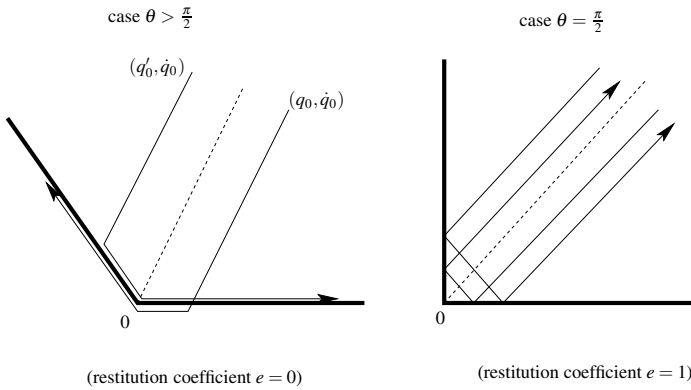 case θ > π/2
case θ = π/2
(q′₀, q̇₀)
(q₀, q̇₀)
0
0
(restitution coefficient e = 0)
(restitution coefficient e = 1)